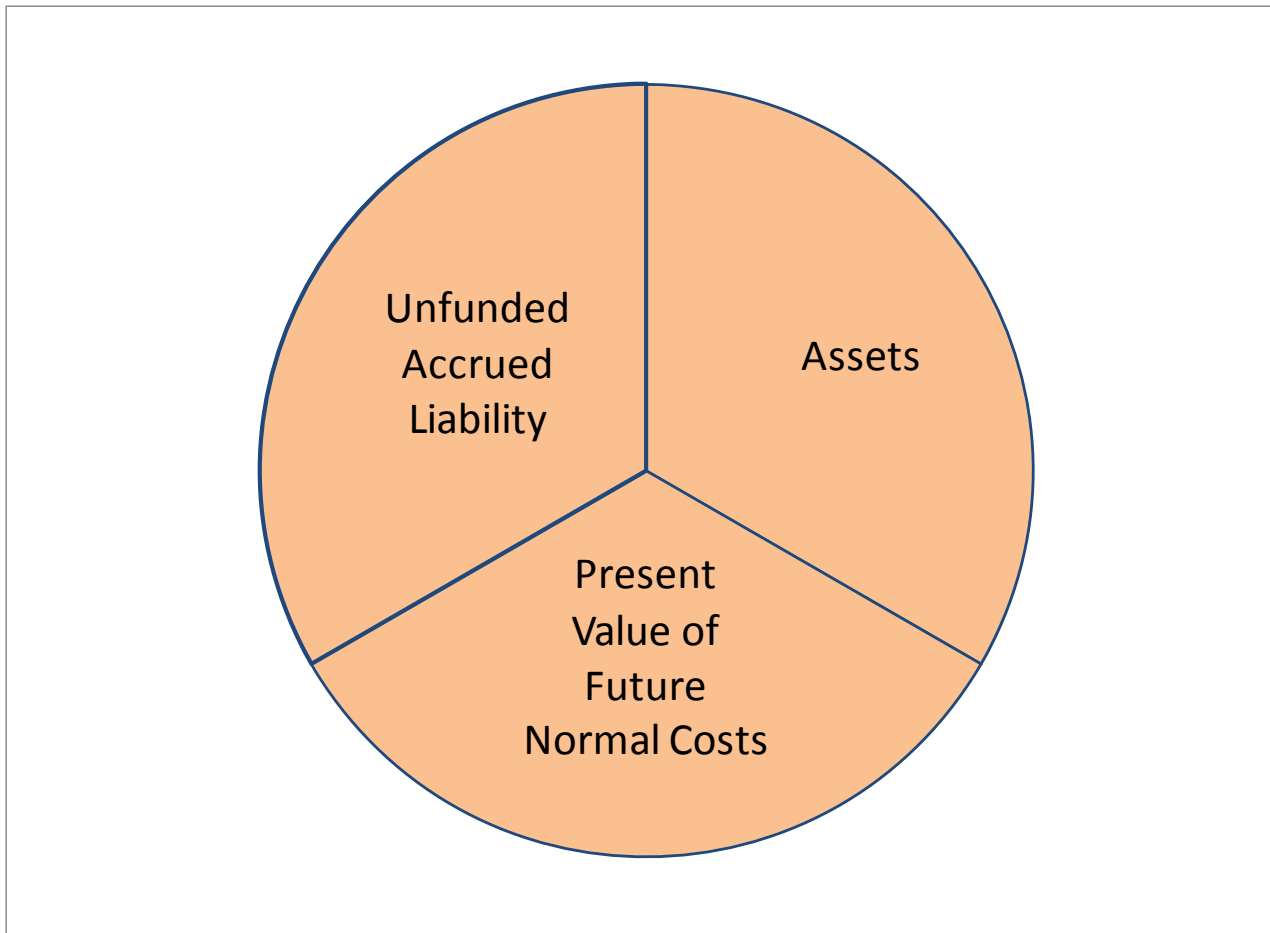 Unfunded
Accrued
Liability
Assets
Present
Value of
Future
Normal Costs